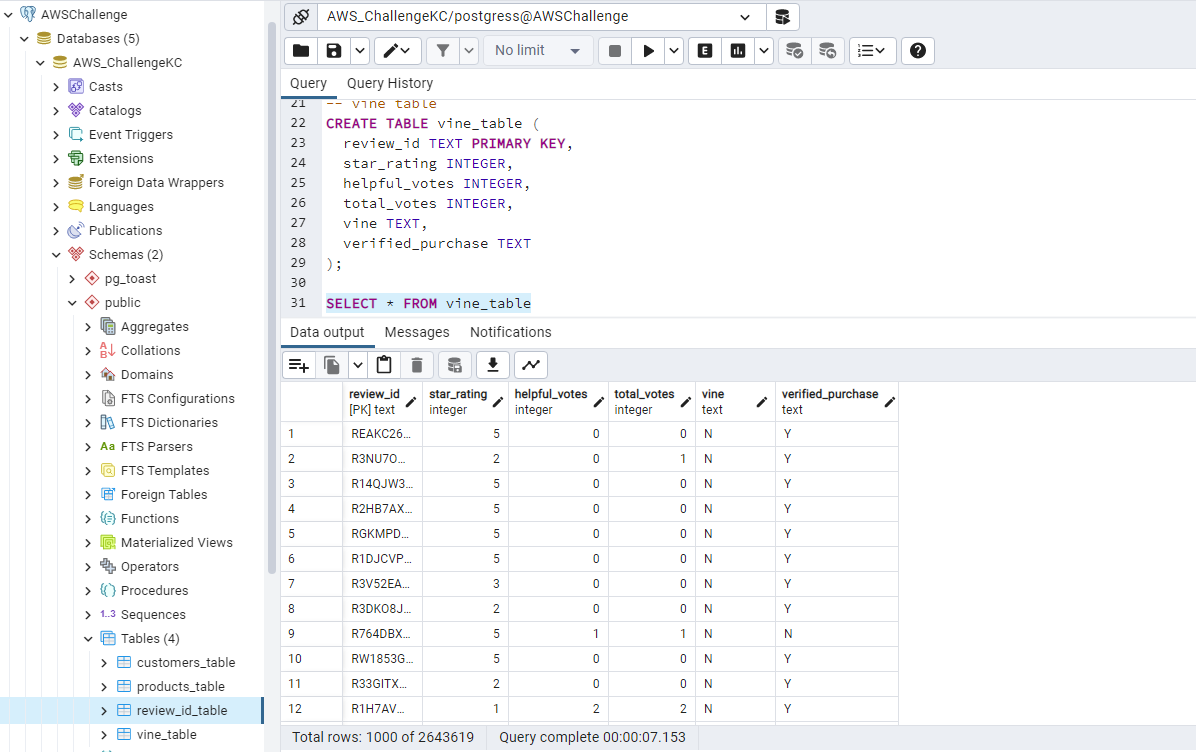 AWSChallenge
Databases (5)
AWS_ChallengeKC
Casts
Catalogs
Event Triggers
Extensions
Foreign Data Wrappers
Languages
Publications
Schemas (2)
pg_toast
public
Aggregates
Collations
Domains
FTS Configurations
FTS Dictionaries
Aa FTS Parsers
FTS Templates
Foreign Tables
Functions
Materialized Views
Operators
Procedures
1..3 Sequences
Tables (4)
customers_table
products_table
review_id_table
vine_table
AWS_ChallengeKC/postgress@AWSChallenge
No limit
E
Query Query History
21 -- vine table
22 CREATE TABLE vine_table (
23 review_id TEXT PRIMARY KEY,
24 star_rating INTEGER,
25 helpful_votes INTEGER,
26 total_votes INTEGER,
27 vine TEXT,
28 verified_purchase TEXT
29 );
30
31 SELECT * FROM vine_table
Data output Messages Notifications
review_id star_rating helpful_votes total_votes vine verified_purchase
[PK] text integer integer integer text text
1 REAKC26... 5 0 0 N Y
2 R3NU7O... 2 0 1 N Y
3 R14QJW3... 5 0 0 N Y
4 R2HB7AX... 5 0 0 N Y
5 RGKMPD... 5 0 0 N Y
6 R1DJCVP... 5 0 0 N Y
7 R3V52EA... 3 0 0 N Y
8 R3DKO8J... 2 0 0 N Y
9 R764DBX... 5 1 1 N N
10 RW1853G... 5 0 0 N Y
11 R33GITX... 2 0 0 N Y
12 R1H7AV... 1 2 2 N Y
Total rows: 1000 of 2643619 Query complete 00:00:07.153